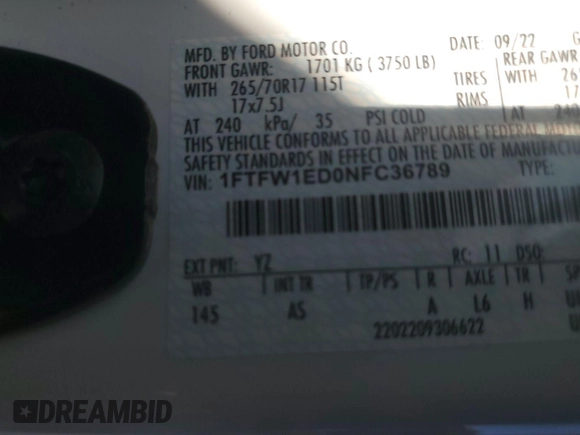 MFD. BY FORD MOTOR CO.
DATE: 09/22
FRONT GAWR: 1701 KG ( 3750 LB)
REAR GAWR
WITH 265/70R17 115T
TIRES WITH
17x7.5J
RIMS
AT 240 kPa/ 35 PSI COLD
AT 240
THIS VEHICLE CONFORMS TO ALL APPLICABLE FEDERAL MOTOR
SAFETY STANDARDS IN EFFECT ON THE DATE OF
VIN: 1FTFW1ED0NFC36789
TYPE:
EXT PNT: YZ
RC: 11 DSO:
WB INT TR TP/PS R AXLE TR
145 AS A L6 H
2202209306622
DREAMBID